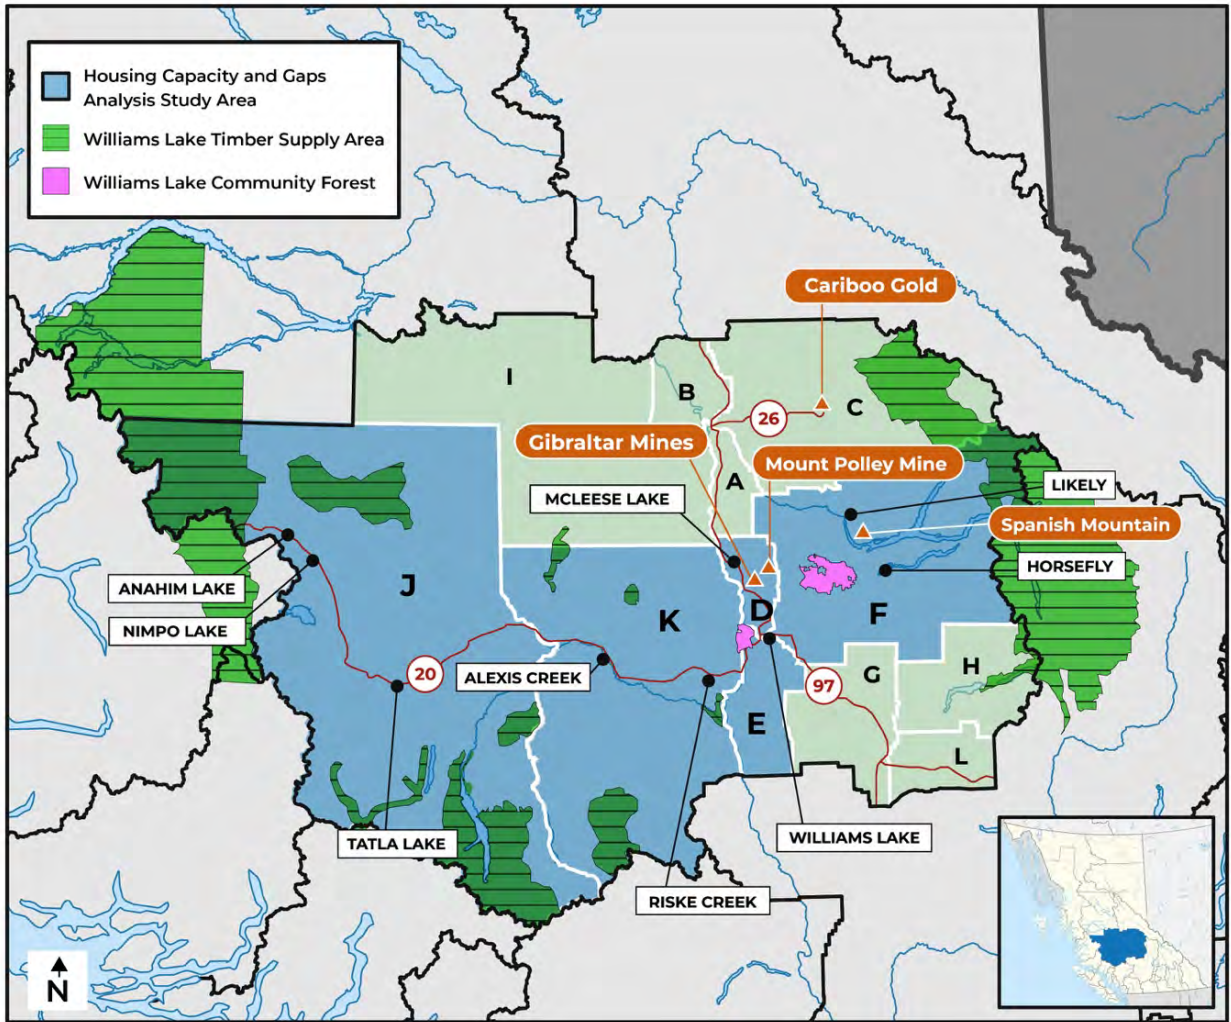 Housing Capacity and Gaps
Analysis Study Area
Williams Lake Timber Supply Area
Williams Lake Community Forest
Cariboo Gold
I
B
C
26
Gibraltar Mines
Mount Polley Mine
A
MCLEESE LAKE
LIKELY
Spanish Mountain
HORSEFLY
ANAHIM LAKE
J
K
D
F
NIMPO LAKE
20
ALEXIS CREEK
97
G
H
E
L
TATLA LAKE
WILLIAMS LAKE
RISKE CREEK
N